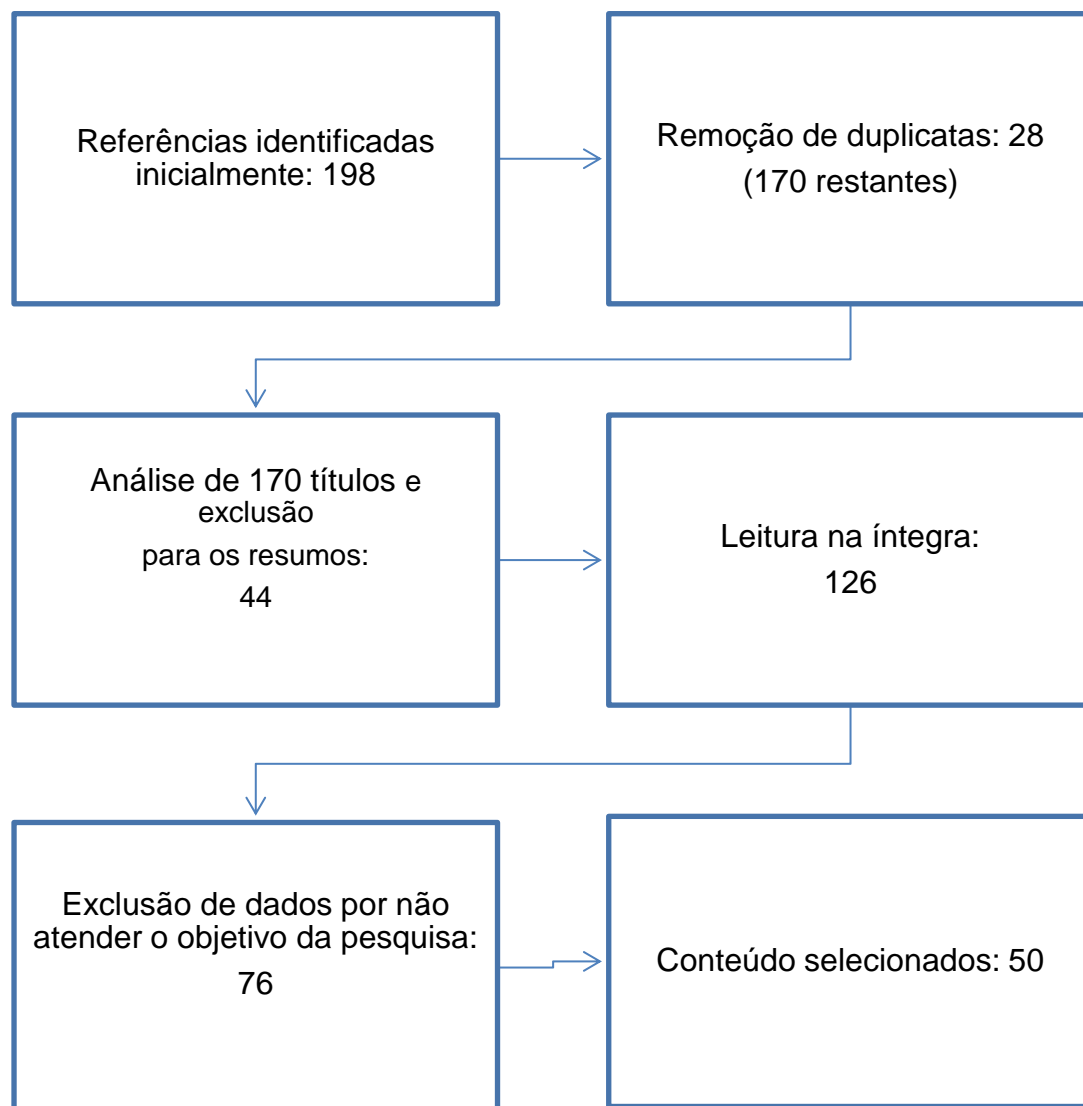 Referências identificadas
inicialmente: 198
Remoção de duplicatas: 28
(170 restantes)
Análise de 170 títulos e
exclusão
para os resumos:
44
Leitura na íntegra:
126
Exclusão de dados por não
atender o objetivo da pesquisa:
76
Conteúdo selecionados: 50